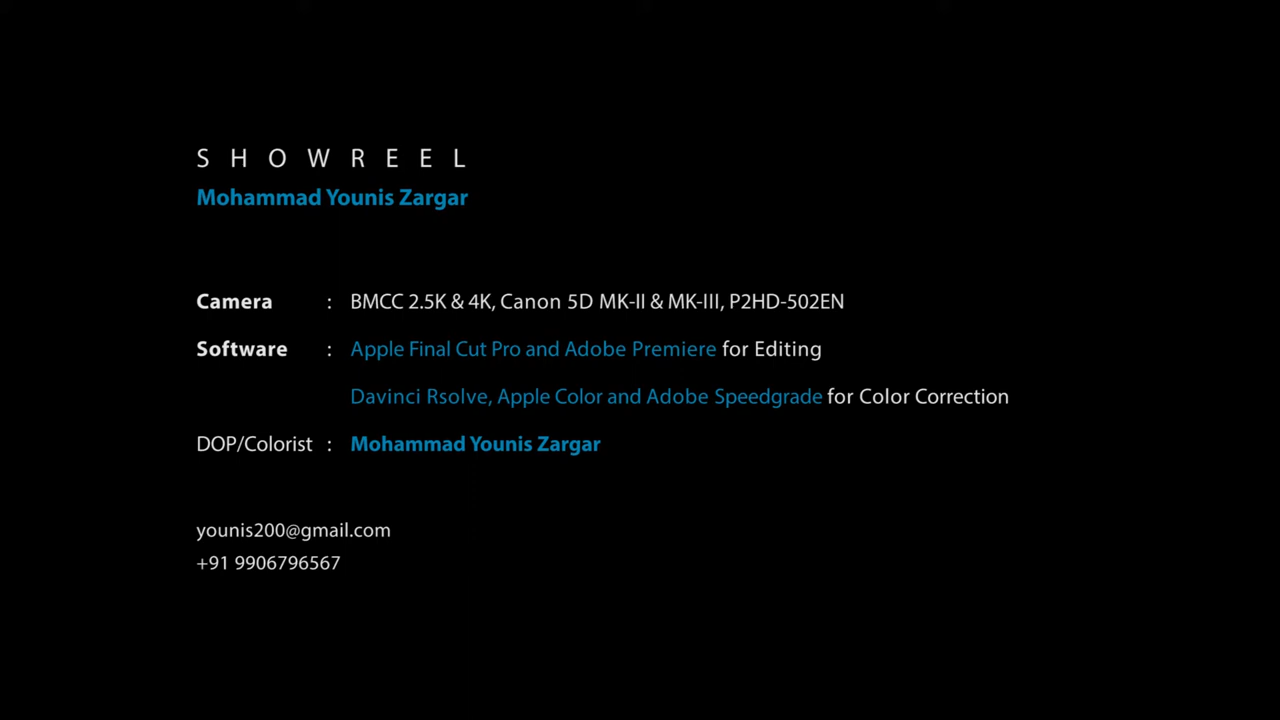 SHOWREEL
Mohammad Younis Zargar
Camera : BMCC 2.5K & 4K, Canon 5D MK-II & MK-III, P2HD-502EN
Software : Apple Final Cut Pro and Adobe Premiere for Editing
Davinci Rsolve, Apple Color and Adobe Speedgrade for Color Correction
DOP/Colorist : Mohammad Younis Zargar
younis200@gmail.com
+91 9906796567